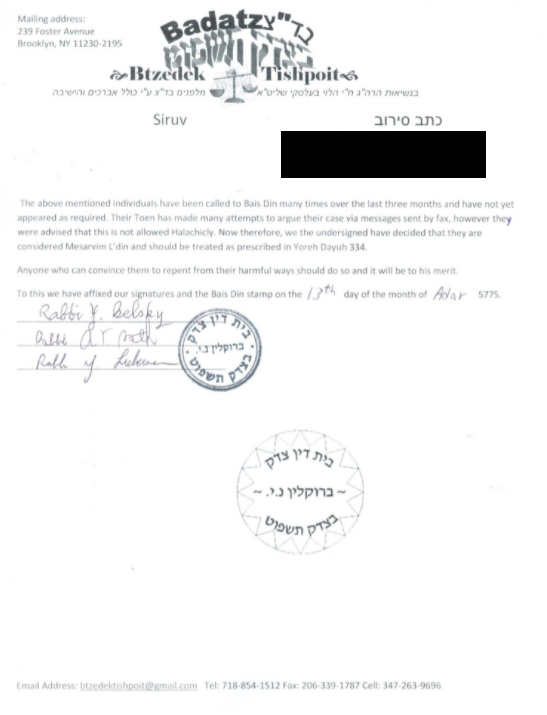 Mailing address:
239 Foster Avenue
Brooklyn, NY 11230-2195
Badatz בד"צ
בצדק תשפוט
Btzedek Tishpoit
בנשיאות הרה"ג ח"י הלוי בעלסקי שליט"א מלפנים בד"צ ע"י כולל אברכים והישיבה
Siruv כתב סירוב
The above mentioned individuals have been called to Bais Din many times over the last three months and have not yet
appeared as required. Their Toen has made many attempts to argue their case via messages sent by fax, however they
were advised that this is not allowed Halachicly. Now therefore, we the undersigned have decided that they are
considered Mesarvim L'din and should be treated as prescribed in Yoreh Dayuh 334.
Anyone who can convince them to repent from their harmful ways should do so and it will be to his merit.
To this we have affixed our signatures and the Bais Din stamp on the 13th day of the month of Adar 5775.
Rabbi Y. Belsky
Rabbi
Rabbi Y
בית דין צדק
ברוקלין נ.י.
בצדק תשפוט
בית דין צדק
~ ברוקלין נ.י. ~
בצדק תשפוט
Email Address: btzedektishpoit@gmail.com Tel: 718-854-1512 Fax: 206-339-1787 Cell: 347-263-9696